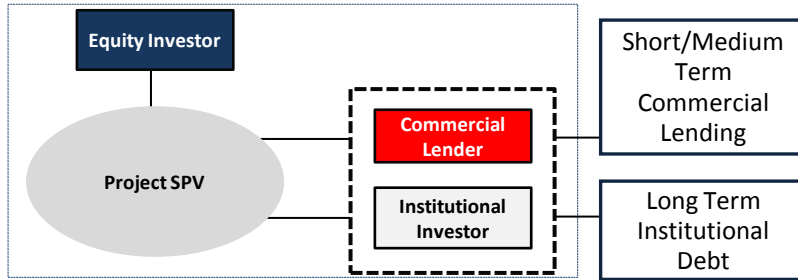 Equity Investor
Short/Medium
Term
Commercial
Lending
Commercial
Lender
Project SPV
Institutional
Investor
Long Term
Institutional
Debt